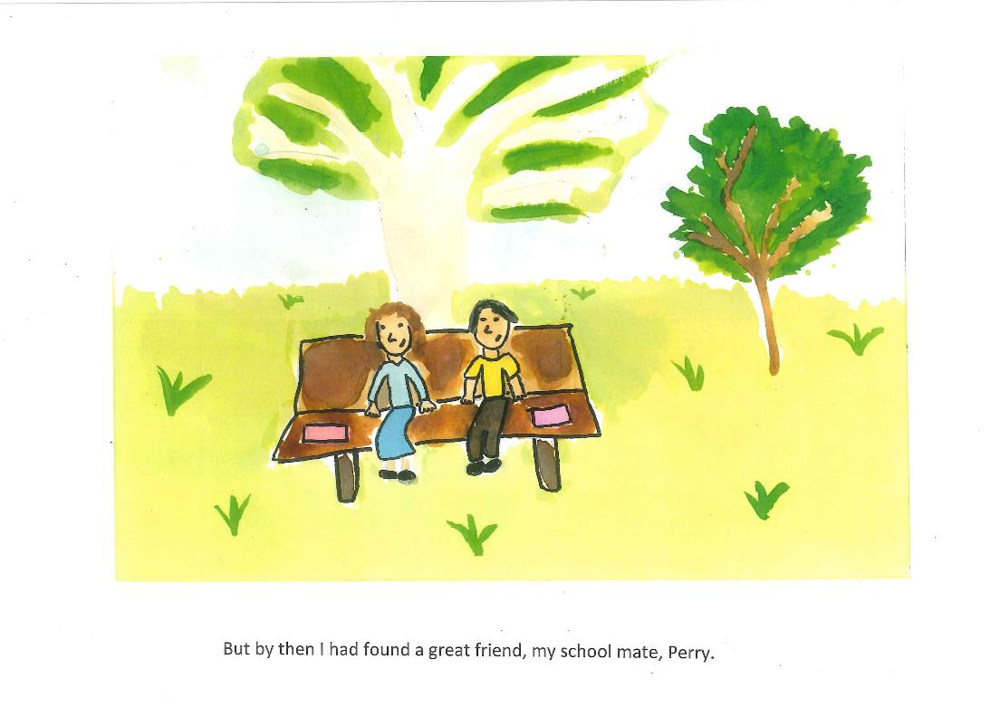 But by then I had found a great friend, my school mate, Perry.